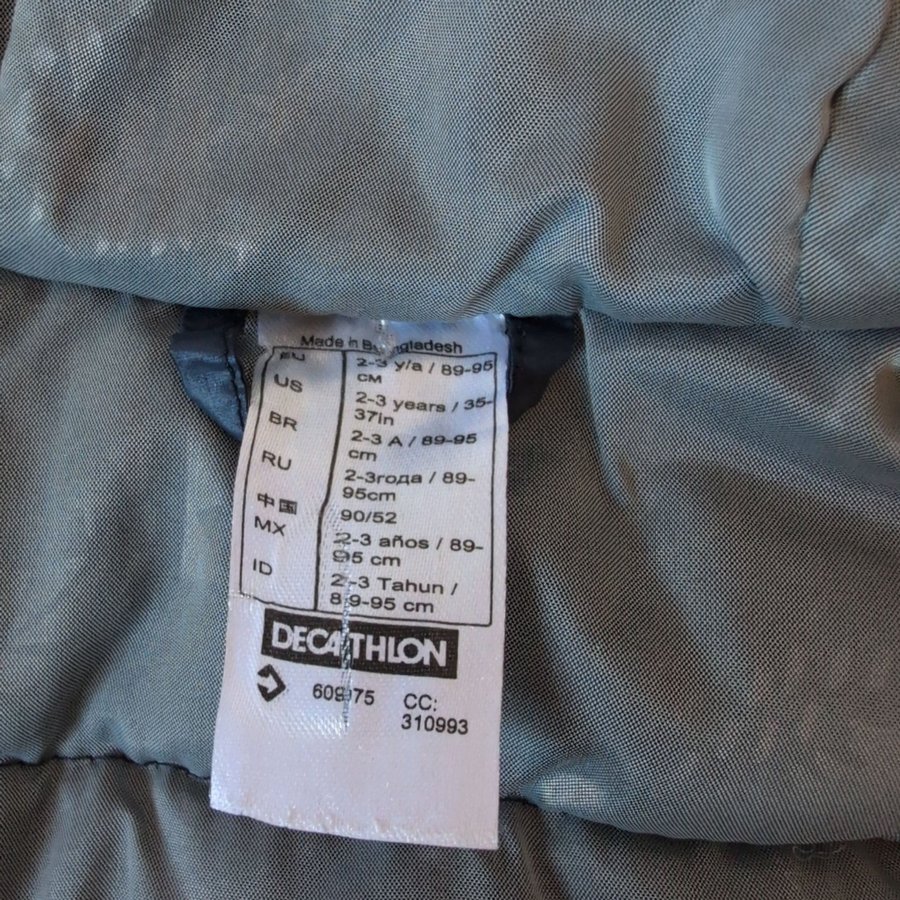 Made in Bangladesh
EU 2-3 y/a / 89-95
CM
US 2-3 years / 35-
37in
BR 2-3 A / 89-95
cm
RU 2-3года / 89-
95cm
中国 90/52
MX 2-3 años / 89-
95 cm
ID 2-3 Tahun /
89-95 cm
DECATHLON
CC:
310993